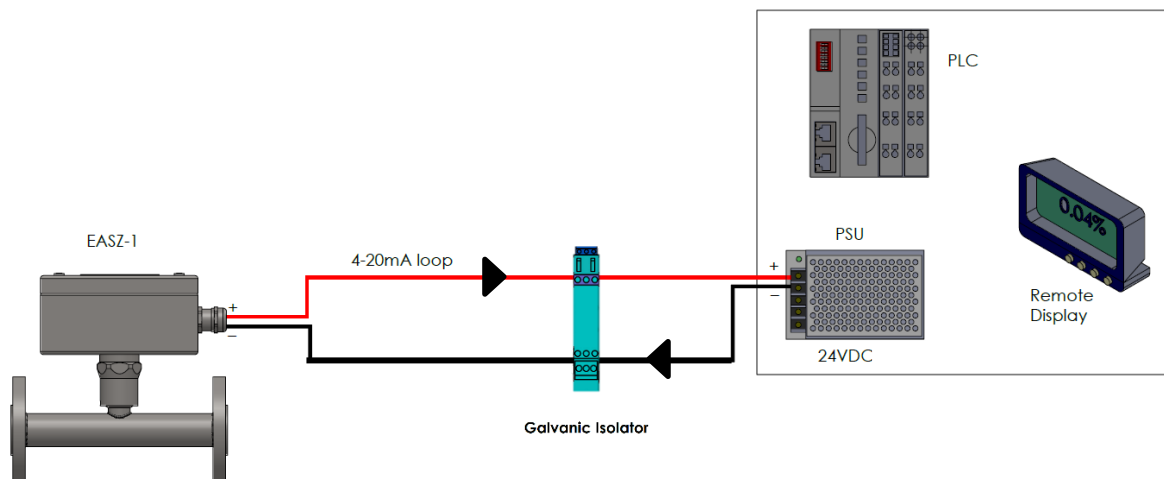 PLC
0.04%
EASZ-1
PSU
4-20mA loop
+
+
–
–
Remote
Display
24VDC
Galvanic Isolator